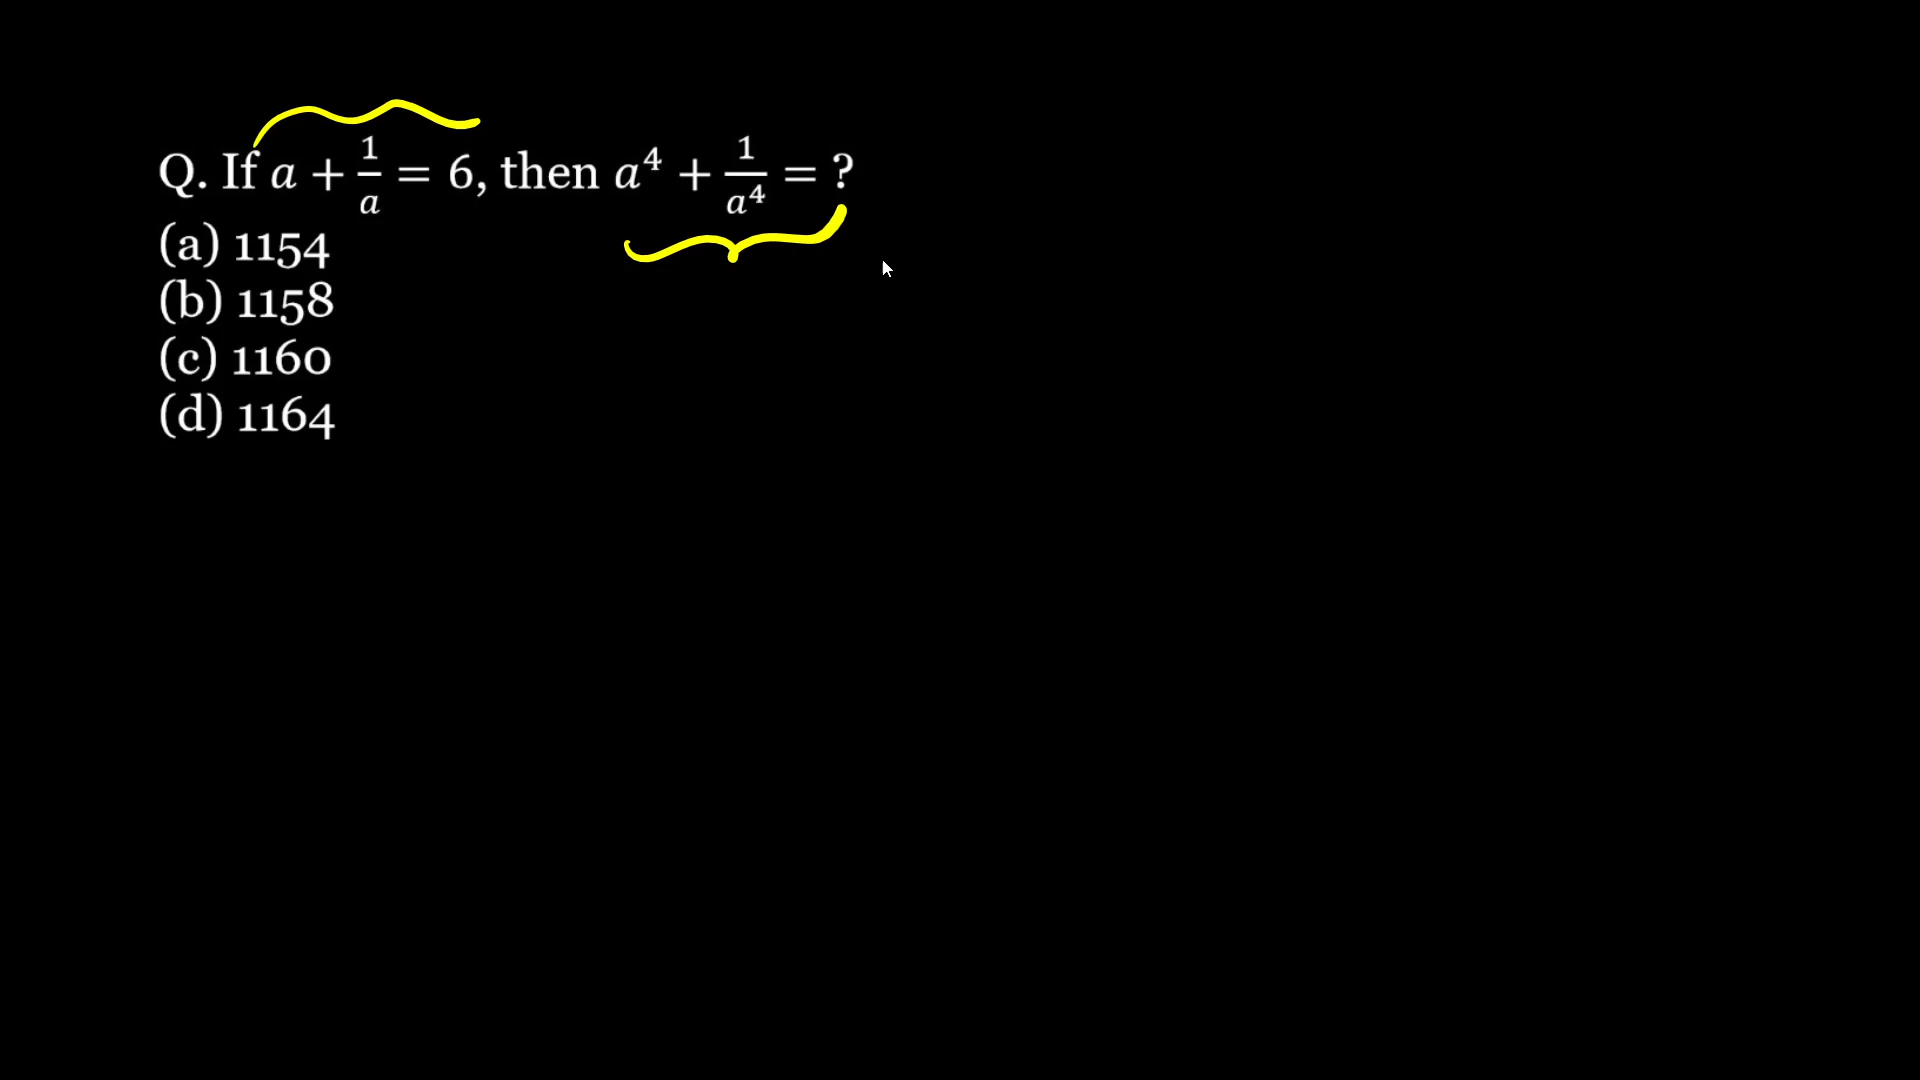 Q. If a + 1/a = 6, then a⁴ + 1/a⁴ = ?
(a) 1154
(b) 1158
(c) 1160
(d) 1164